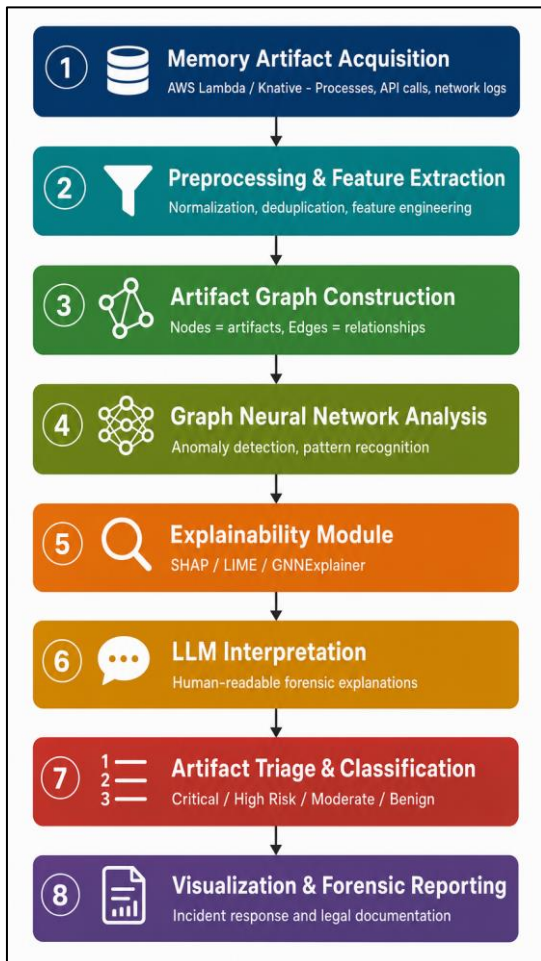 1
Memory Artifact Acquisition
AWS Lambda / Knative - Processes, API calls, network logs
2
Preprocessing & Feature Extraction
Normalization, deduplication, feature engineering
3
Artifact Graph Construction
Nodes = artifacts, Edges = relationships
4
Graph Neural Network Analysis
Anomaly detection, pattern recognition
5
Explainability Module
SHAP / LIME / GNNExplainer
6
LLM Interpretation
Human-readable forensic explanations
7
1
2
3
Artifact Triage & Classification
Critical / High Risk / Moderate / Benign
8
Visualization & Forensic Reporting
Incident response and legal documentation